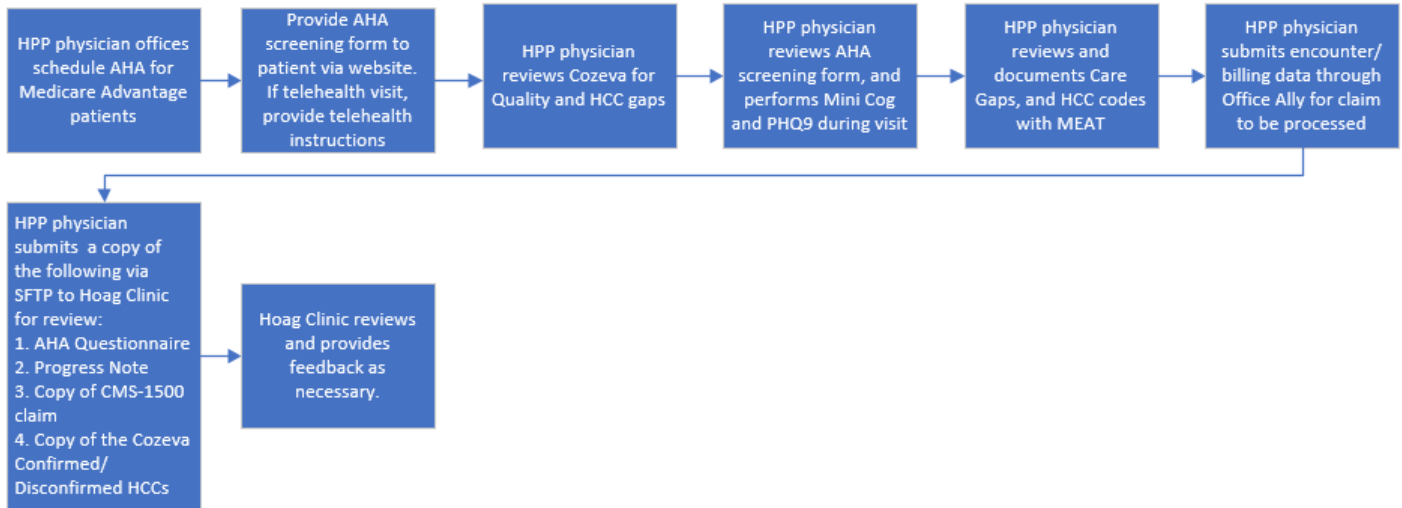 HPP physician offices
schedule AHA for
Medicare Advantage
patients
Provide AHA
screening form to
patient via website.
If telehealth visit,
provide telehealth
instructions
HPP physician
reviews Cozeva for
Quality and HCC gaps
HPP physician
reviews AHA
screening form, and
performs Mini Cog
and PHQ9 during visit
HPP physician
reviews and
documents Care
Gaps, and HCC codes
with MEAT
HPP physician
submits encounter/
billing data through
Office Ally for claim
to be processed
HPP physician
submits a copy of
the following via
SFTP to Hoag Clinic
for review:
1. AHA Questionnaire
2. Progress Note
3. Copy of CMS-1500
claim
4. Copy of the Cozeva
Confirmed/
Disconfirmed HCCs
Hoag Clinic reviews
and provides
feedback as
necessary.